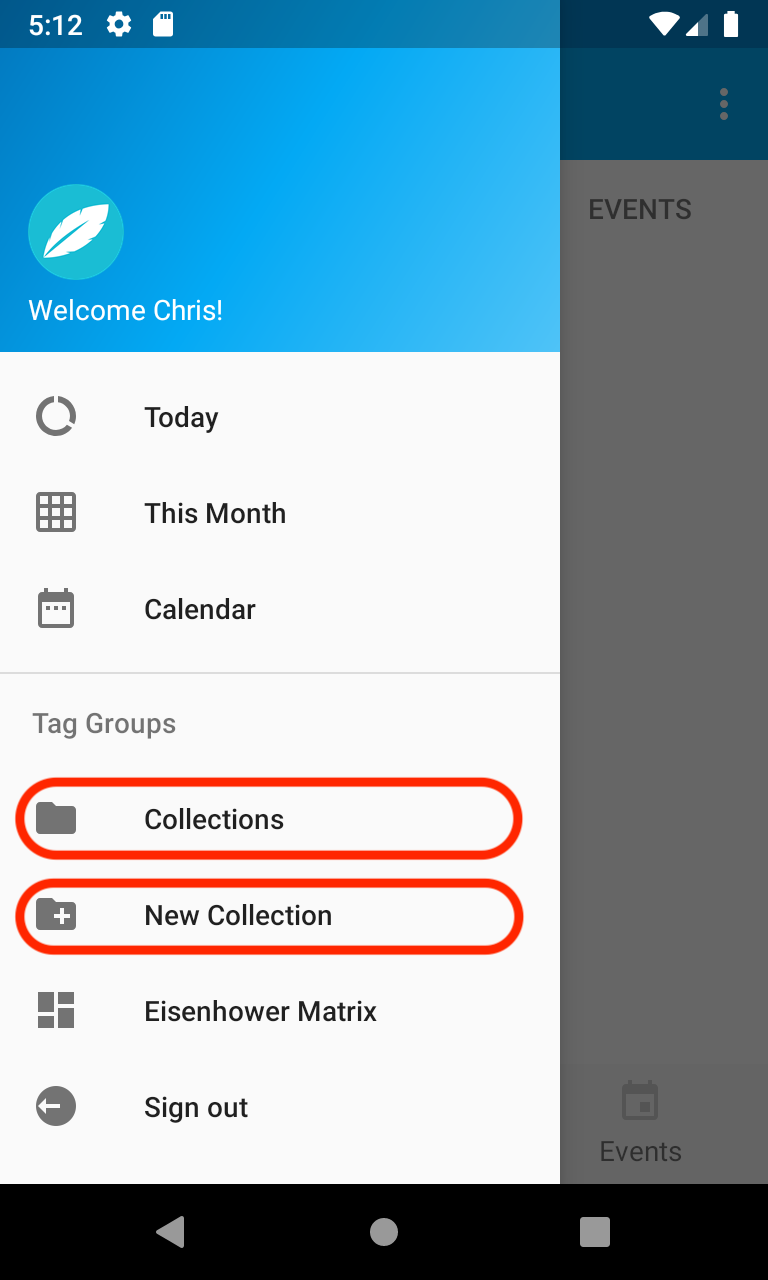 5:12
EVENTS
Welcome Chris!
Today
This Month
Calendar
Tag Groups
Collections
New Collection
Eisenhower Matrix
Sign out
Events